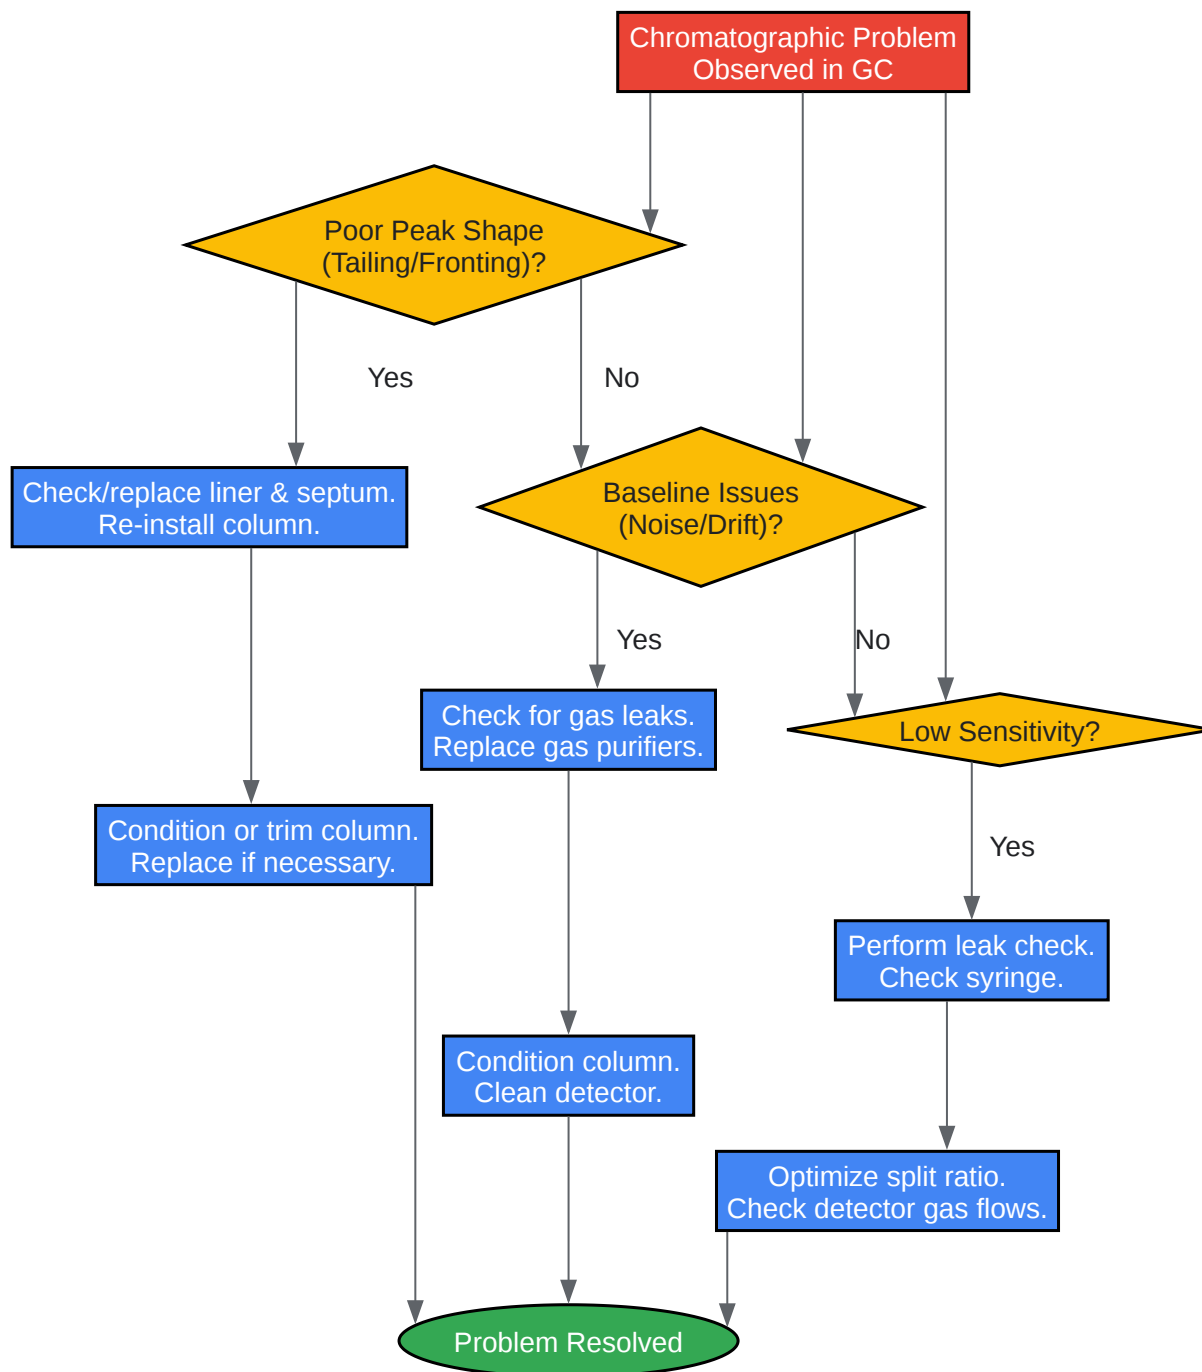 Chromatographic Problem
Observed in GC
Poor Peak Shape
(Tailing/Fronting)?
Yes
No
Check/replace liner & septum.
Re-install column.
Baseline Issues
(Noise/Drift)?
Yes
No
Check for gas leaks.
Replace gas purifiers.
Low Sensitivity?
Condition or trim column.
Replace if necessary.
Yes
Perform leak check.
Check syringe.
Condition column.
Clean detector.
Optimize split ratio.
Check detector gas flows.
Problem Resolved